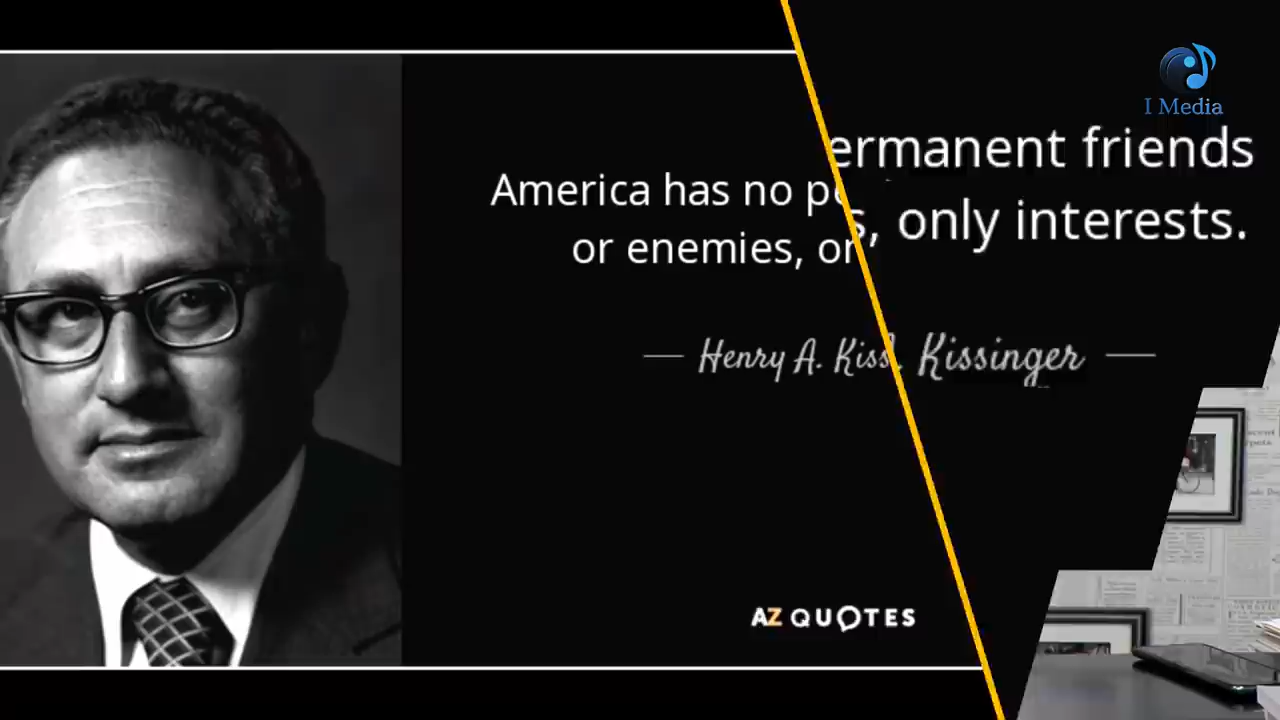 I Media
ermanent friends
America has no pe
s, only interests.
or enemies, or
Henry A. Kiss
. Kissinger
AZ QUOTES